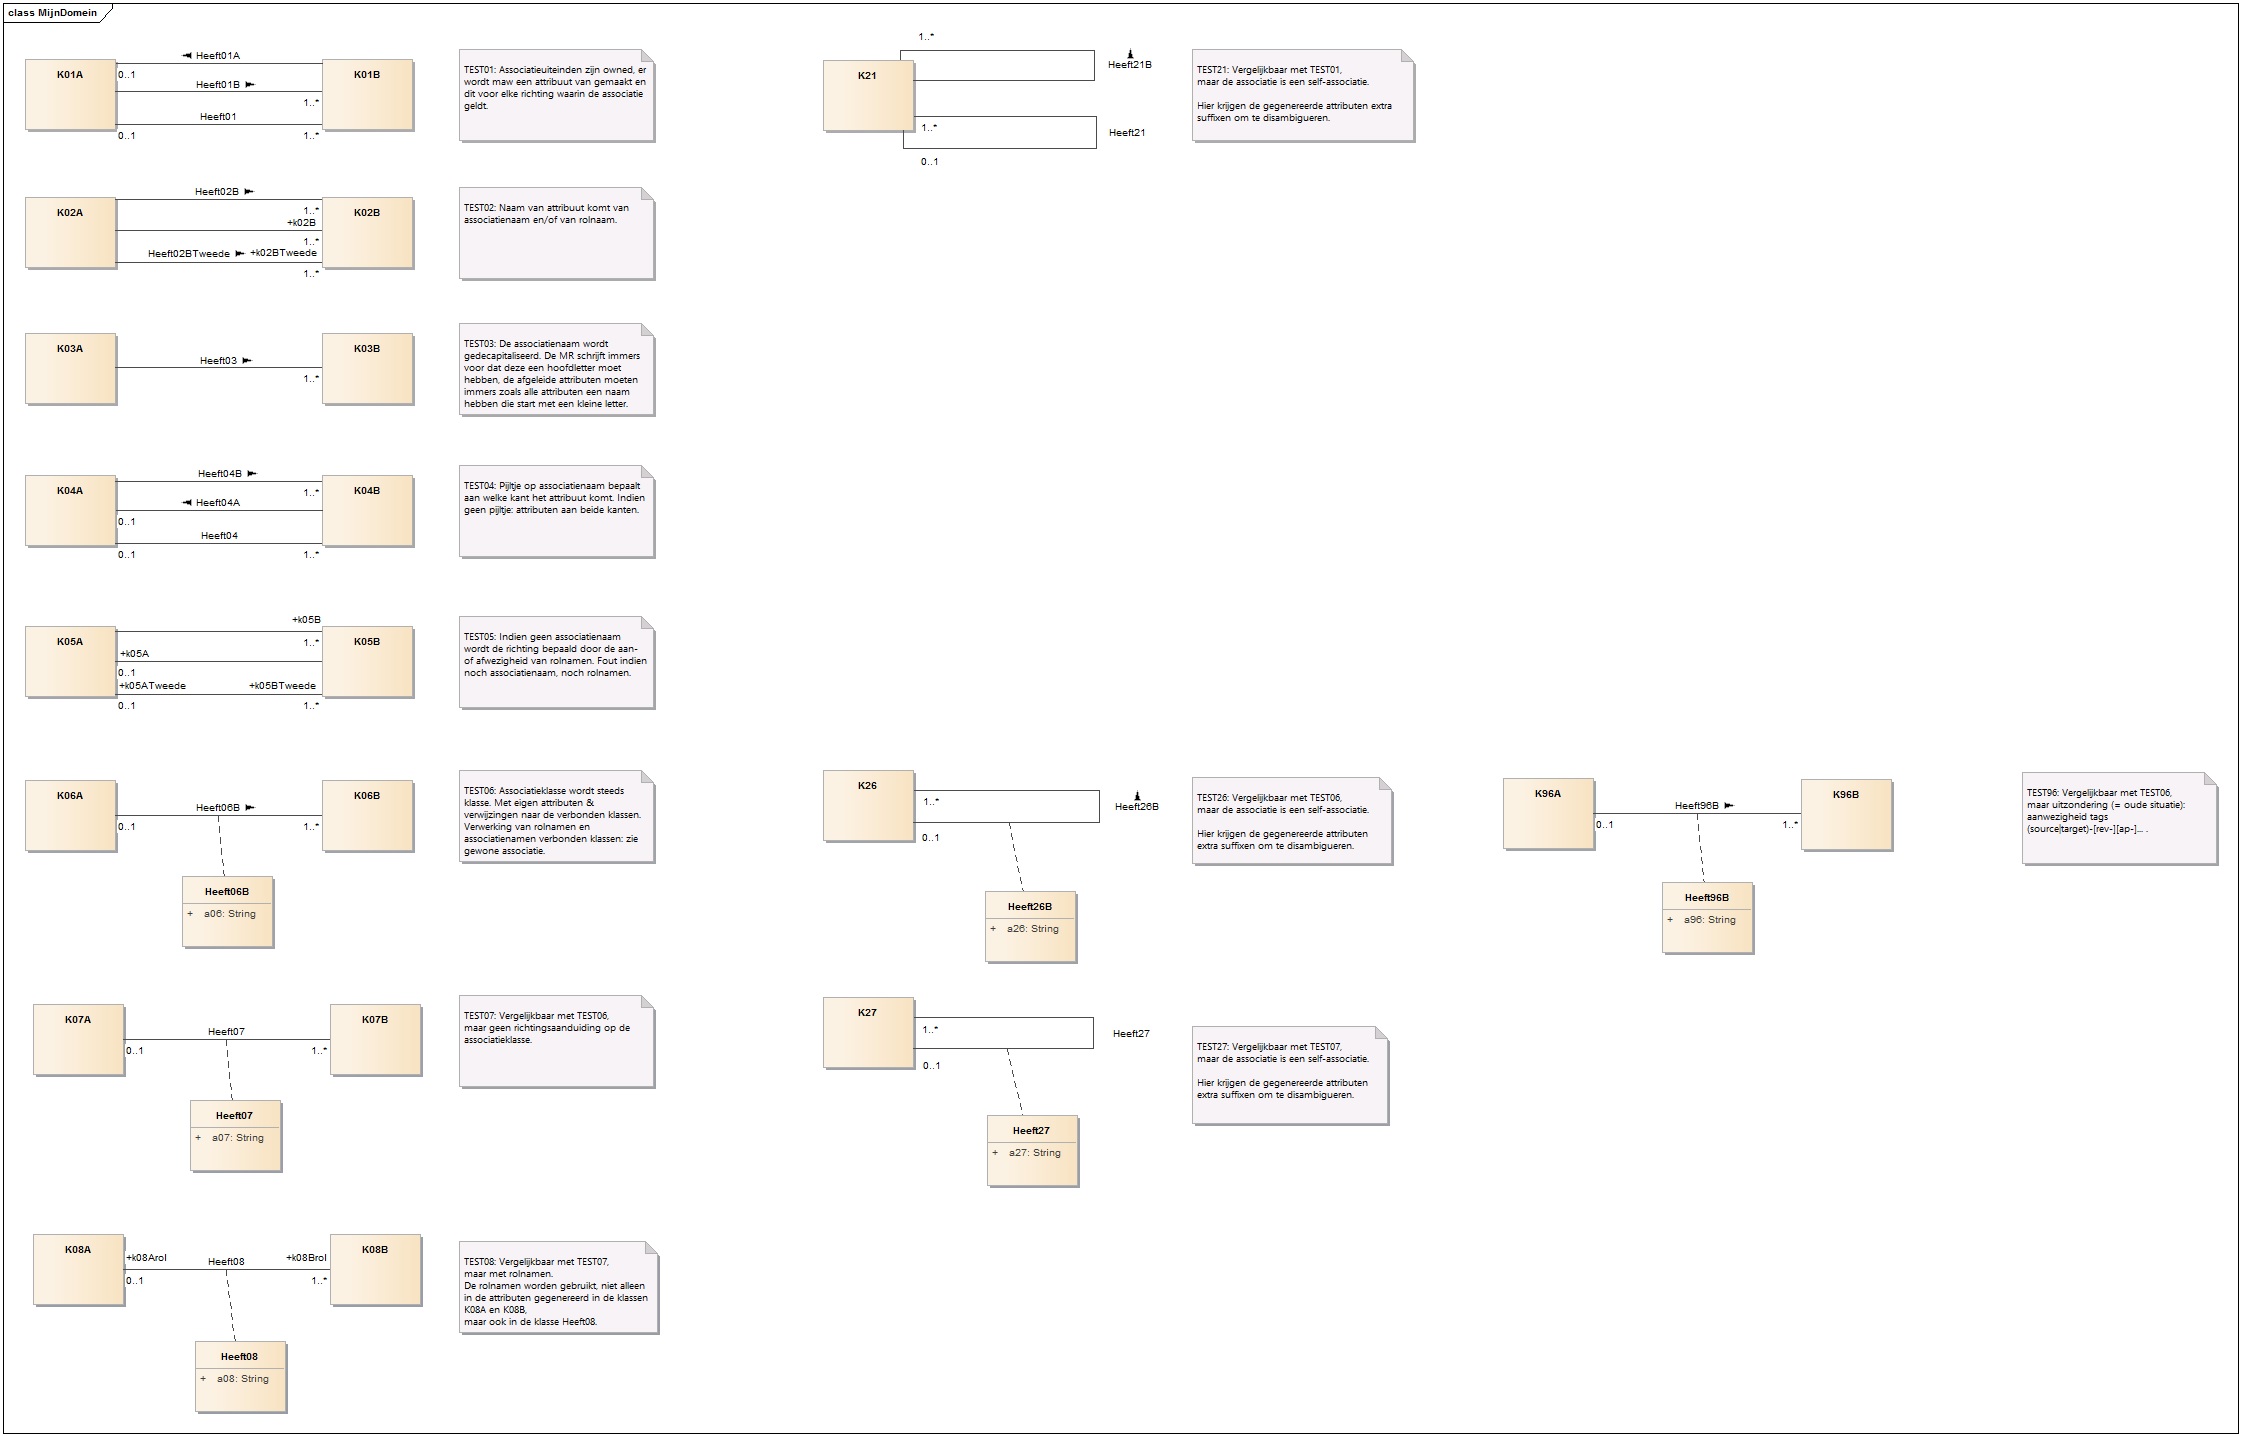 class MijnDomein
K01A
K01B
Heeft01A
0..1
Heeft01B
1..*
Heeft01
0..1
1..*
TEST01: Associatieuiteinden zijn owned, er
wordt maw een attribuut van gemaakt en
dit voor elke richting waarin de associatie
geldt.
K21
1..*
Heeft21B
1..*
Heeft21
0..1
TEST21: Vergelijkbaar met TEST01,
maar de associatie is een self-associatie.
Hier krijgen de gegenereerde attributen extra
suffixen om te disambigueren.
K02A
K02B
Heeft02B
1..*
+k02B
1..*
Heeft02BTweede
+k02BTweede
1..*
TEST02: Naam van attribuut komt van
associatienaam en/of van rolnaam.
K03A
K03B
Heeft03
1..*
TEST03: De associatienaam wordt
gedecapitaliseerd. De MR schrijft immers
voor dat deze een hoofdletter moet
hebben, de afgeleide attributen moeten
immers zoals alle attributen een naam
hebben die start met een kleine letter.
K04A
K04B
Heeft04B
1..*
Heeft04A
0..1
Heeft04
0..1
1..*
TEST04: Pijltje op associatienaam bepaalt
aan welke kant het attribuut komt. Indien
geen pijltje: attributen aan beide kanten.
K05A
K05B
+k05B
1..*
+k05A
0..1
+k05ATweede
+k05BTweede
0..1
1..*
TEST05: Indien geen associatienaam
wordt de richting bepaald door de aan-
of afwezigheid van rolnamen. Fout indien
noch associatienaam, noch rolnamen.
K06A
K06B
Heeft06B
0..1
1..*
Heeft06B
+ a06: String
TEST06: Associatieklasse wordt steeds
klasse. Met eigen attributen &
verwijzingen naar de verbonden klassen.
Verwerking van rolnamen en
associatienamen verbonden klassen: zie
gewone associatie.
K26
1..*
Heeft26B
0..1
Heeft26B
+ a26: String
TEST26: Vergelijkbaar met TEST06,
maar de associatie is een self-associatie.
Hier krijgen de gegenereerde attributen
extra suffixen om te disambigueren.
K96A
K96B
Heeft96B
0..1
1..*
Heeft96B
+ a96: String
TEST96: Vergelijkbaar met TEST06,
maar uitzondering (= oude situatie):
aanwezigheid tags
(source|target)-[rev-][ap-]... .
K07A
K07B
Heeft07
0..1
1..*
Heeft07
+ a07: String
TEST07: Vergelijkbaar met TEST06,
maar geen richtingsaanduiding op de
associatieklasse.
K27
1..*
Heeft27
0..1
Heeft27
+ a27: String
TEST27: Vergelijkbaar met TEST07,
maar de associatie is een self-associatie.
Hier krijgen de gegenereerde attributen
extra suffixen om te disambigueren.
K08A
K08B
+k08Arol
Heeft08
+k08Brol
0..1
1..*
Heeft08
+ a08: String
TEST08: Vergelijkbaar met TEST07,
maar met rolnamen.
De rolnamen worden gebruikt, niet alleen
in de attributen gegenereerd in de klassen
K08A en K08B,
maar ook in de klasse Heeft08.